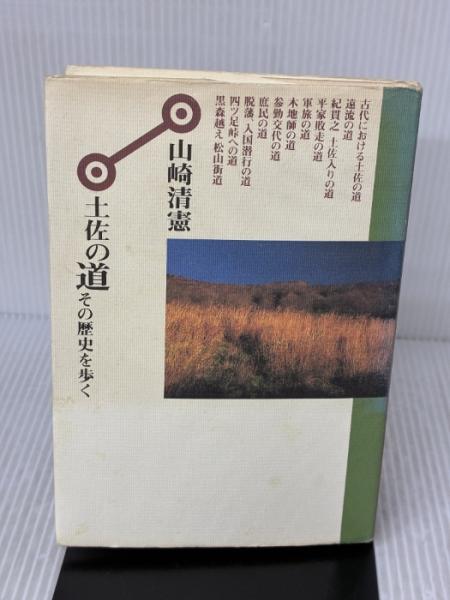 古代における土佐の道
遠流の道
紀貫之 土佐入りの道
平家敗走の道
軍旅の道
木地師の道
参勤交代の道
庶民の道
脱藩、入国潜行の道
四ツ足峠への道
黒森越え 松山街道
山崎清憲
土佐の道 その歴史を歩く